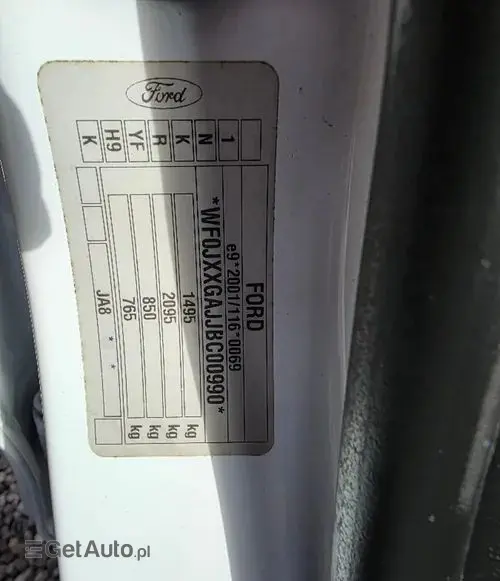 Ford
1 N K R YF H9 K
FORD
e9*2001/116*0069
*WF0JXXGAJJBC00990*
1495 kg
2095 kg
850 kg
765 kg
JA8 * *
GetAuto.pl